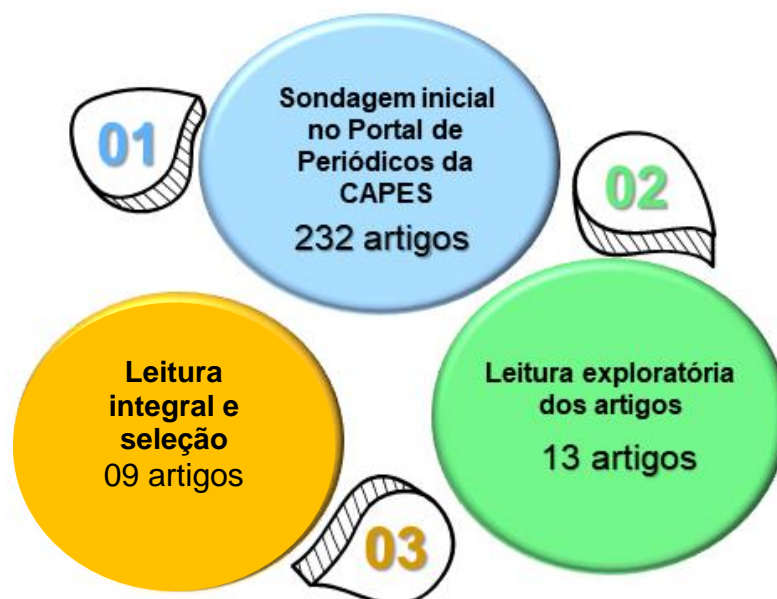 01
Sondagem inicial
no Portal de
Periódicos da
CAPES
232 artigos
02
Leitura exploratória
dos artigos
13 artigos
Leitura
integral e
seleção
09 artigos
03